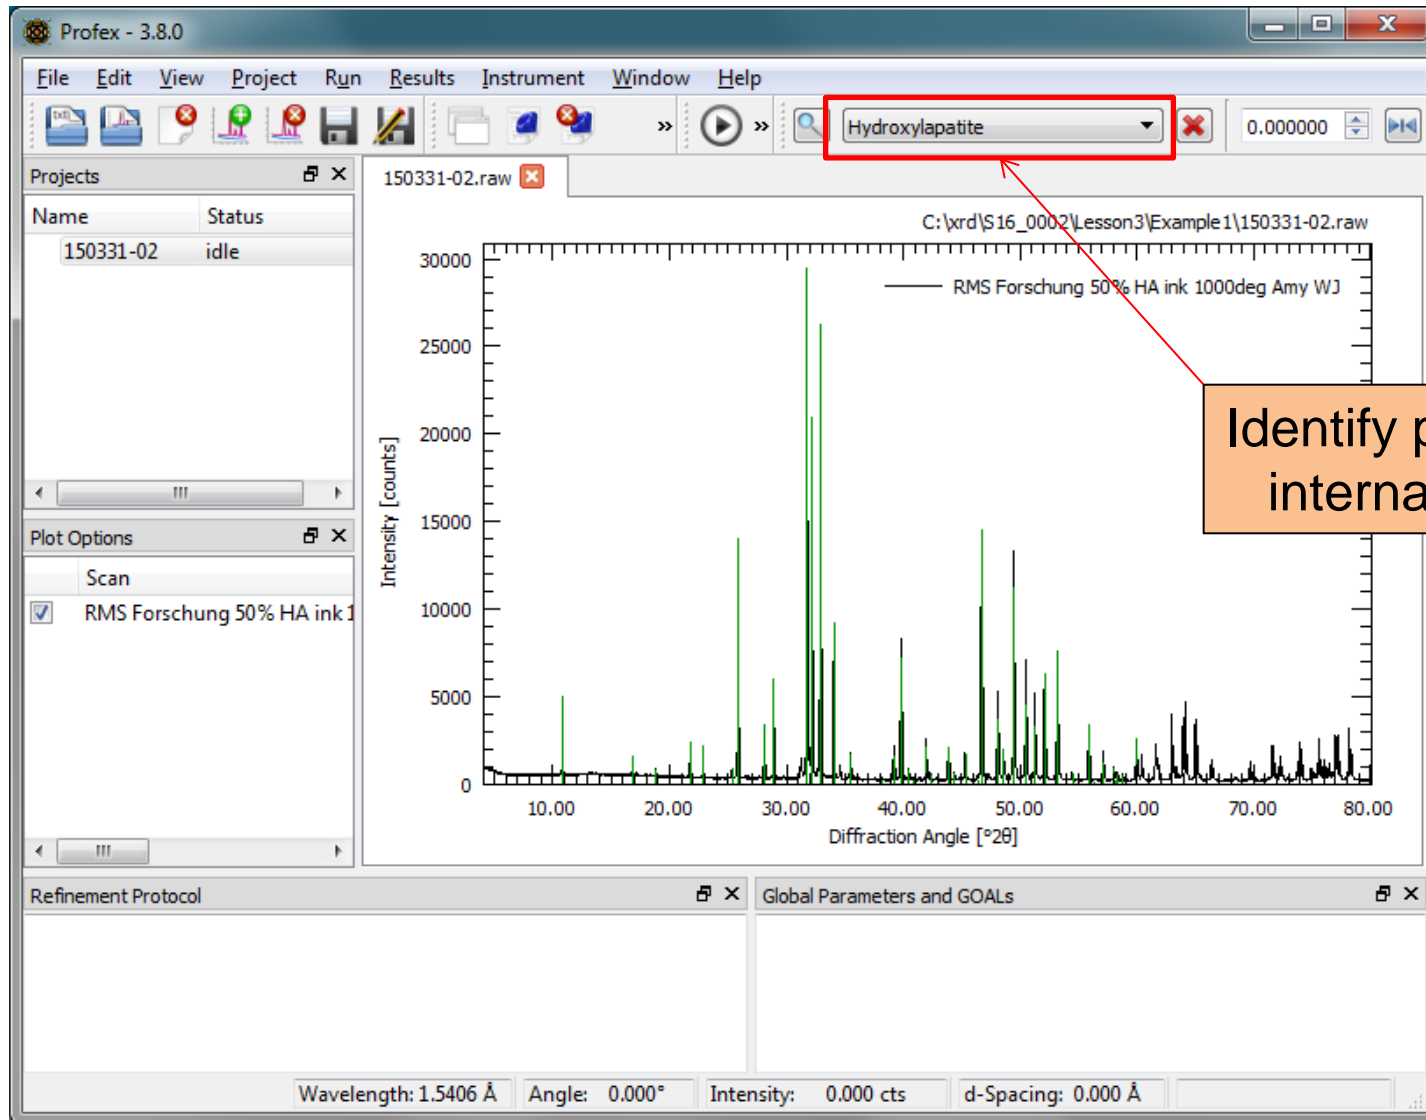 Profex - 3.8.0
File Edit View Project Run Results Instrument Window Help
» » Hydroxylapatite 0.000000
Projects
150331-02.raw
Name Status
150331-02 idle
C:\xrd\S16_0002\Lesson3\Example1\150331-02.raw
RMS Forschung 50% HA ink 1000deg Amy WJ
30000
25000
20000
15000
10000
5000
0
Intensity [counts]
10.00 20.00 30.00 40.00 50.00 60.00 70.00 80.00
Diffraction Angle [°2θ]
Identify p
interna
Plot Options
Scan
RMS Forschung 50% HA ink 1
Refinement Protocol
Global Parameters and GOALs
Wavelength: 1.5406 Å Angle: 0.000° Intensity: 0.000 cts d-Spacing: 0.000 Å